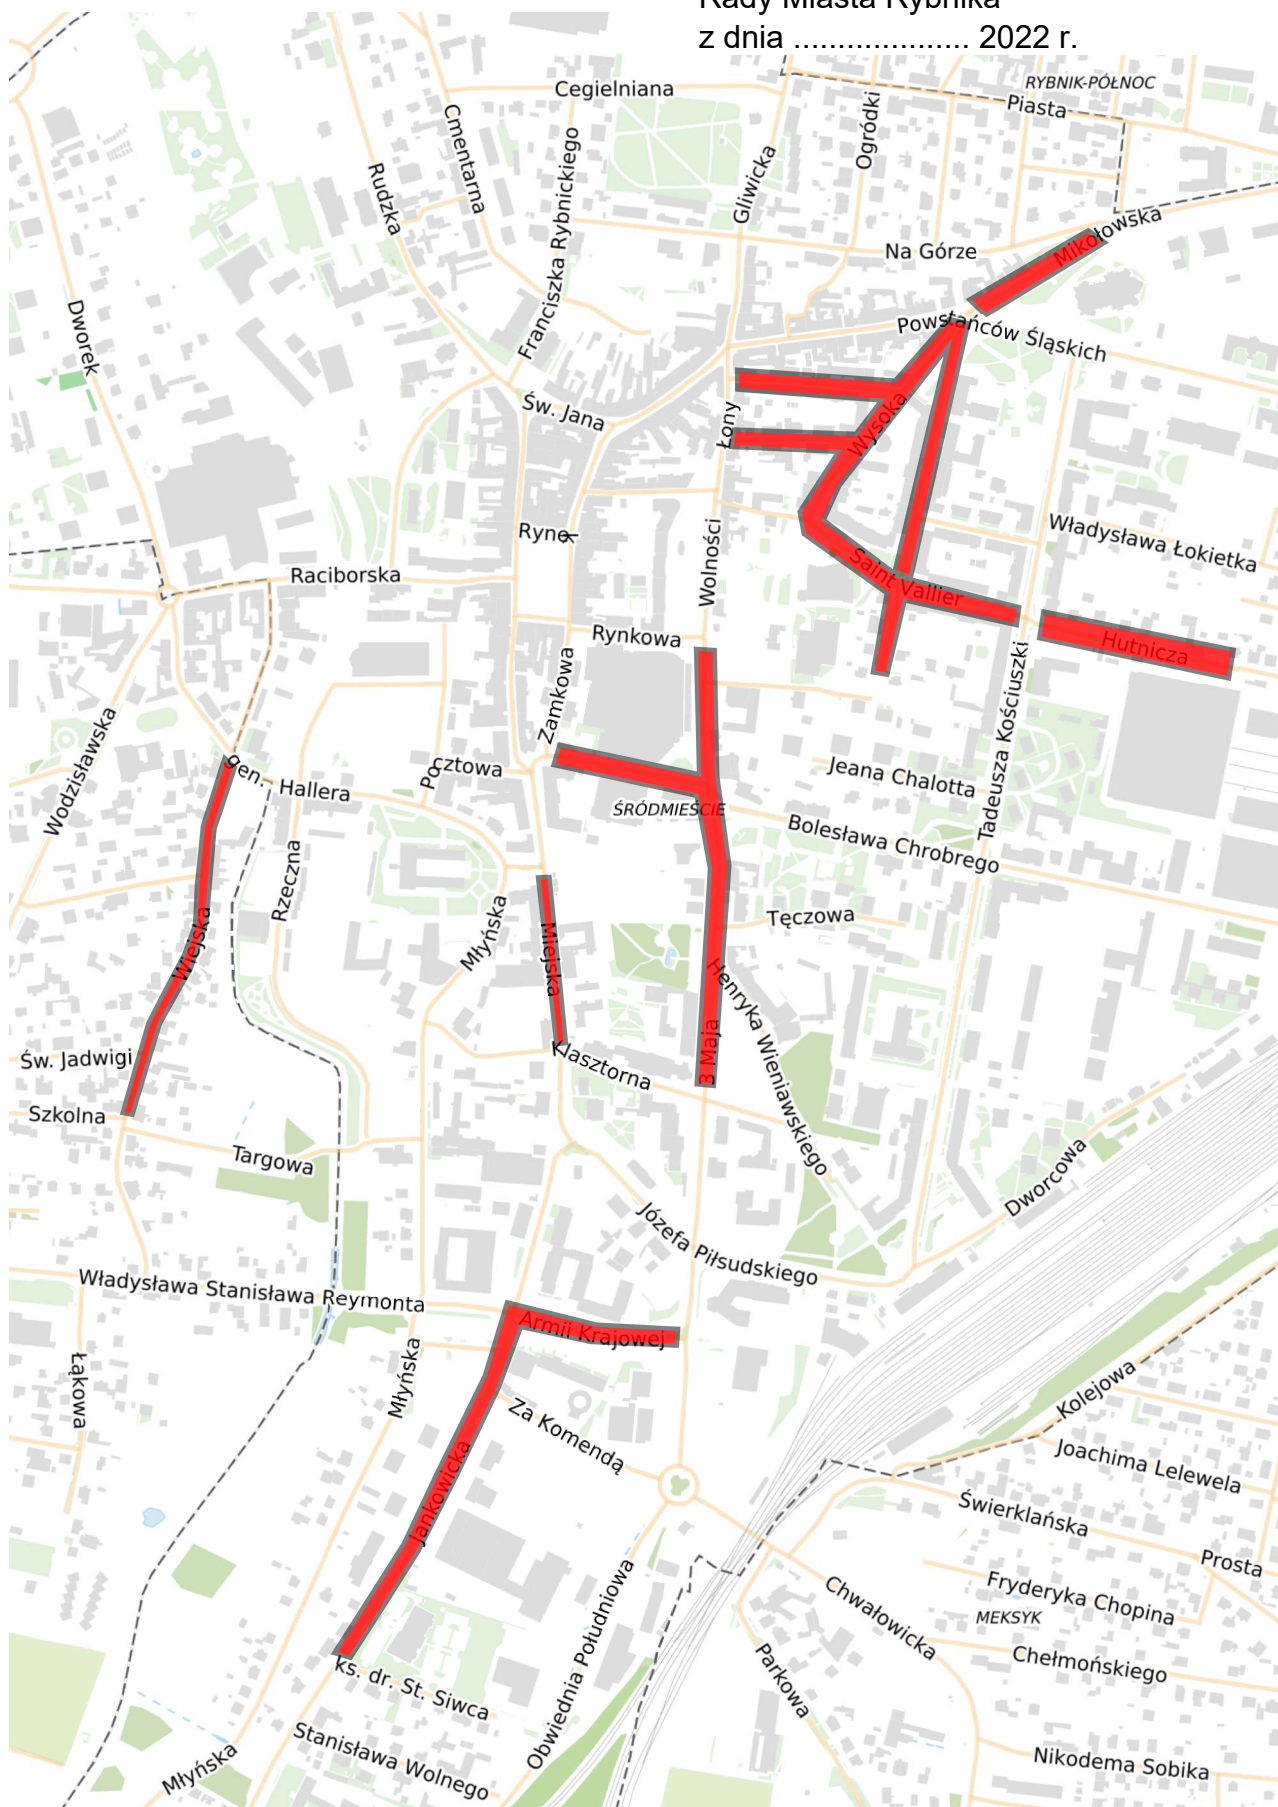 Rady Miasta Rybnika
z dnia .................... 2022 r.
Cegielniana
RYBNIK-PÓŁNOC
Piasta
Ogródki
Cmentarna
Franciszka Rybnickiego
Gliwicka
Rudzka
Na Górze
Mikołowska
Dworek
Powstańców Śląskich
Św. Jana
Łony
Wysoka
Rynek
Władysława Łokietka
Wolności
Raciborska
Saint Vallier
Rynkowa
Hutnicza
Zamkowa
Tadeusza Kościuszki
Wodzisławska
gen. Hallera
Pocztowa
Jeana Chalotta
ŚRÓDMIEŚCIE
Bolesława Chrobrego
Rzeczna
Młyńska
Tęczowa
Wiejska
Miejska
Henryka Wieniawskiego
3 Maja
Św. Jadwigi
Klasztorna
Szkolna
Targowa
Dworcowa
Józefa Piłsudskiego
Władysława Stanisława Reymonta
Armii Krajowej
Łąkowa
Młyńska
Za Komendą
Kolejowa
Joachima Lelewela
Jankowicka
Świerklańska
Prosta
Fryderyka Chopina
MEKSYK
Chwałowicka
Chełmońskiego
Obwiednia Południowa
Parkowa
ks. dr. St. Siwca
Stanisława Wolnego
Młyńska
Nikodema Sobika